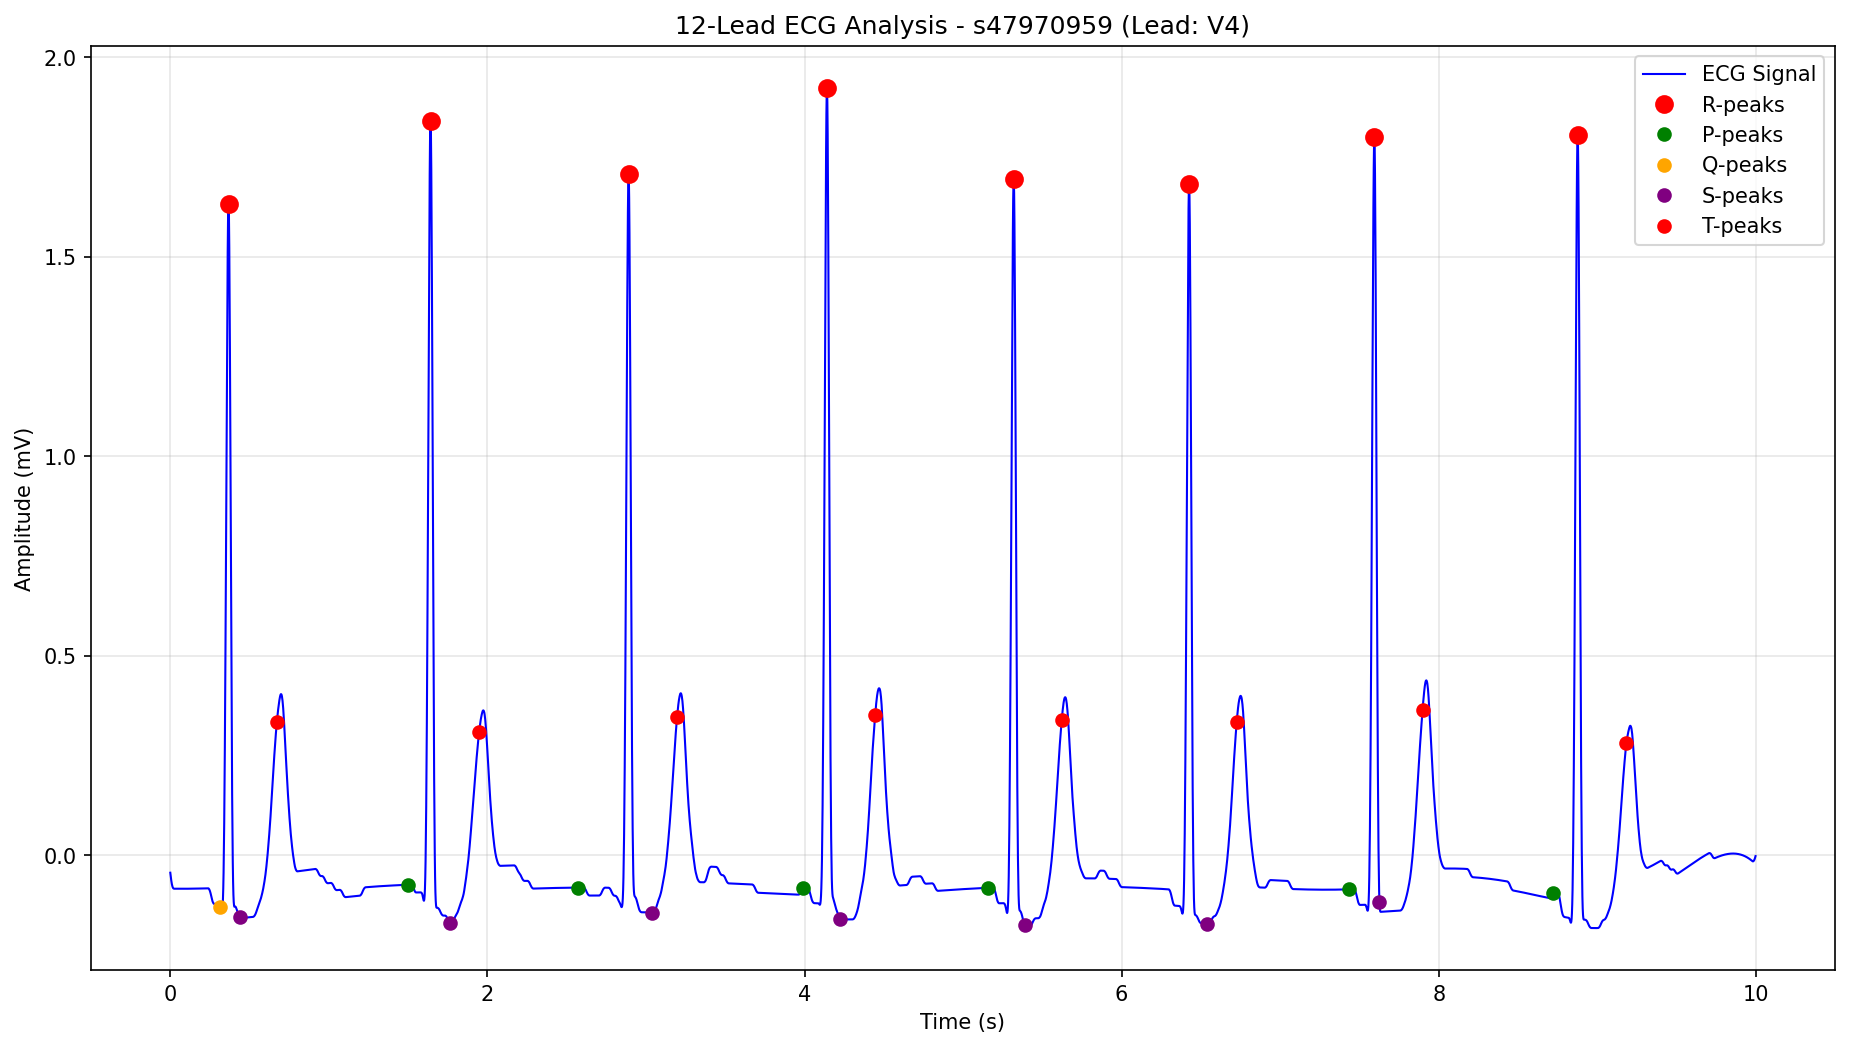 12-Lead ECG Analysis - s47970959 (Lead: V4)
ECG Signal
R-peaks
P-peaks
Q-peaks
S-peaks
T-peaks
Amplitude (mV)
2.0
1.5
1.0
0.5
0.0
0
2
4
6
8
10
Time (s)